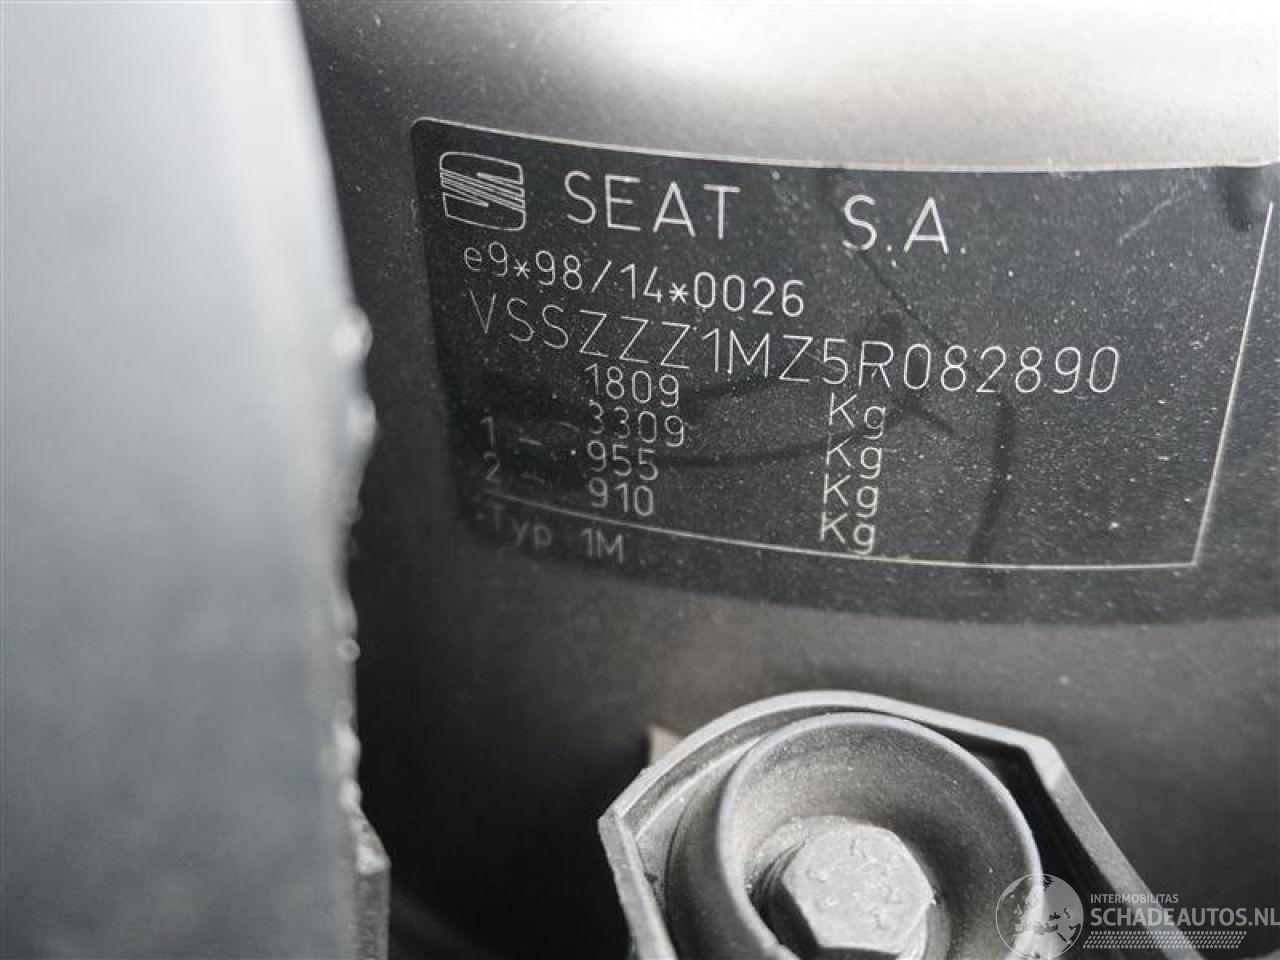 SEAT S.A.
e9*98/14*0026
VSSZZZ1MZ5R082890
1809 Kg
3309 Kg
1 - 955 Kg
2 - 910 Kg
Typ 1M
INTERMOBILITAS
SCHADEAUTOS.NL